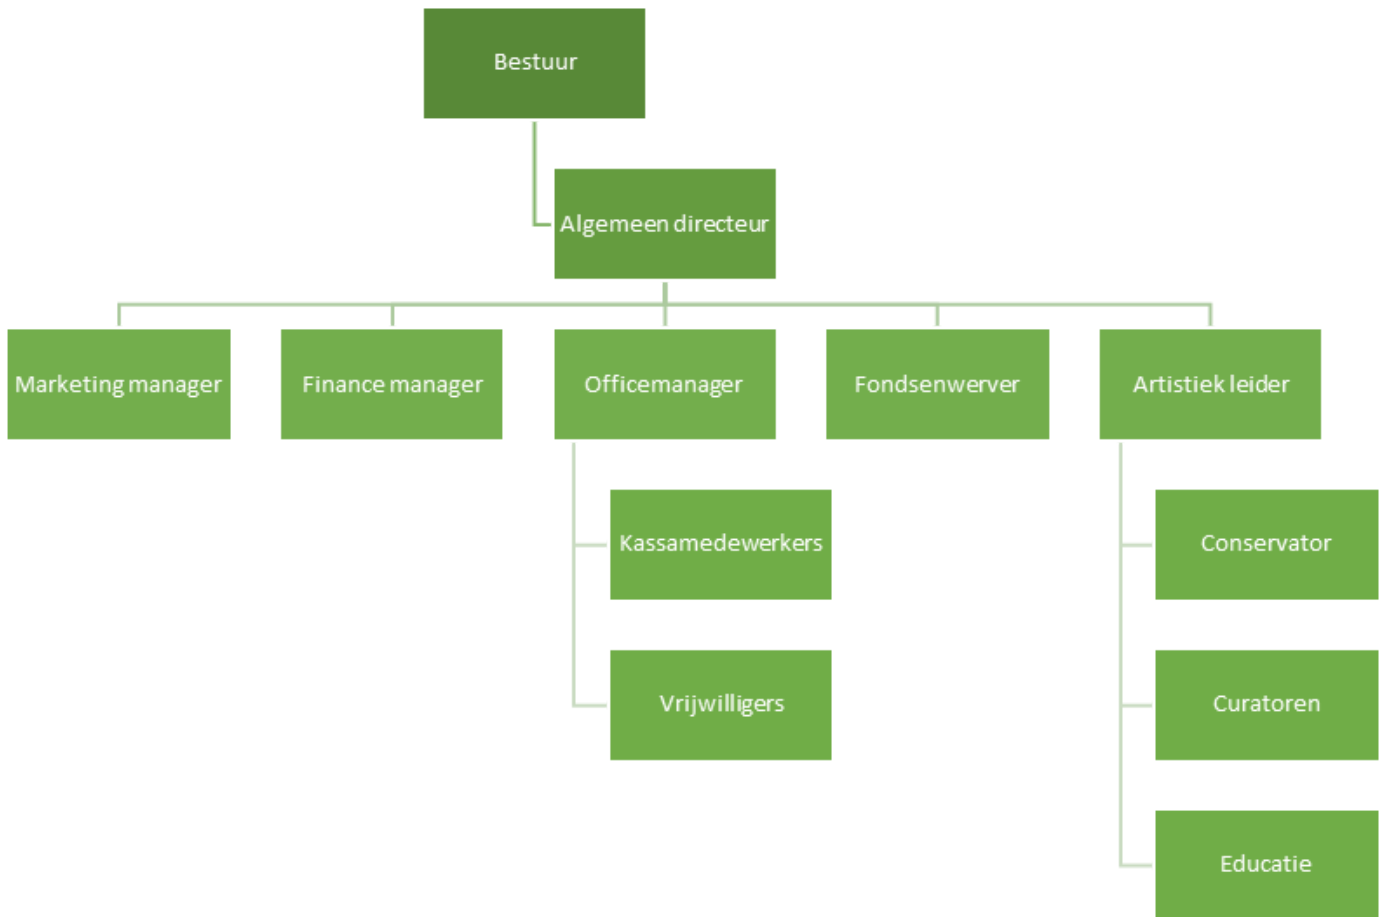 Bestuur
Algemeen directeur
Marketing manager
Finance manager
Officemanager
Fondsenwerver
Artistiek leider
Kassamedewerkers
Conservator
Vrijwilligers
Curatoren
Educatie